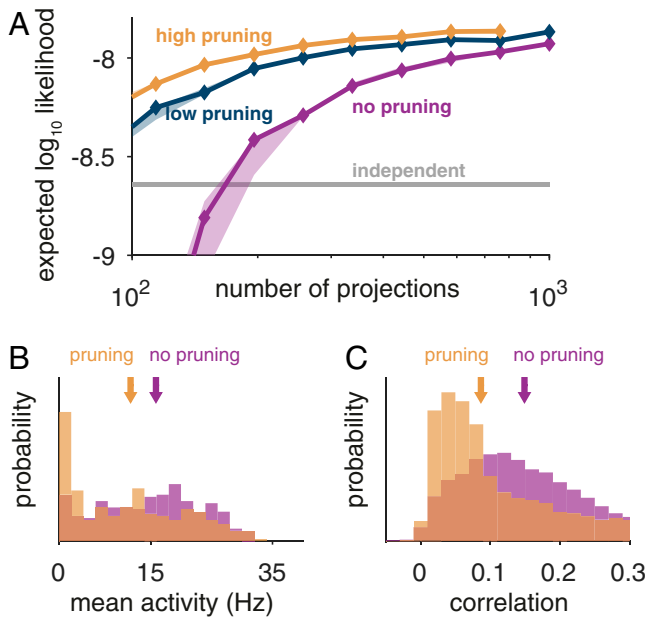 A
high pruning
low pruning
no pruning
independent
expected log10 likelihood
-8
-8.5
-9
10^2
number of projections
10^3
B
pruning no pruning
probability
0 15 35
mean activity (Hz)
C
pruning no pruning
probability
0 0.1 0.2 0.3
correlation